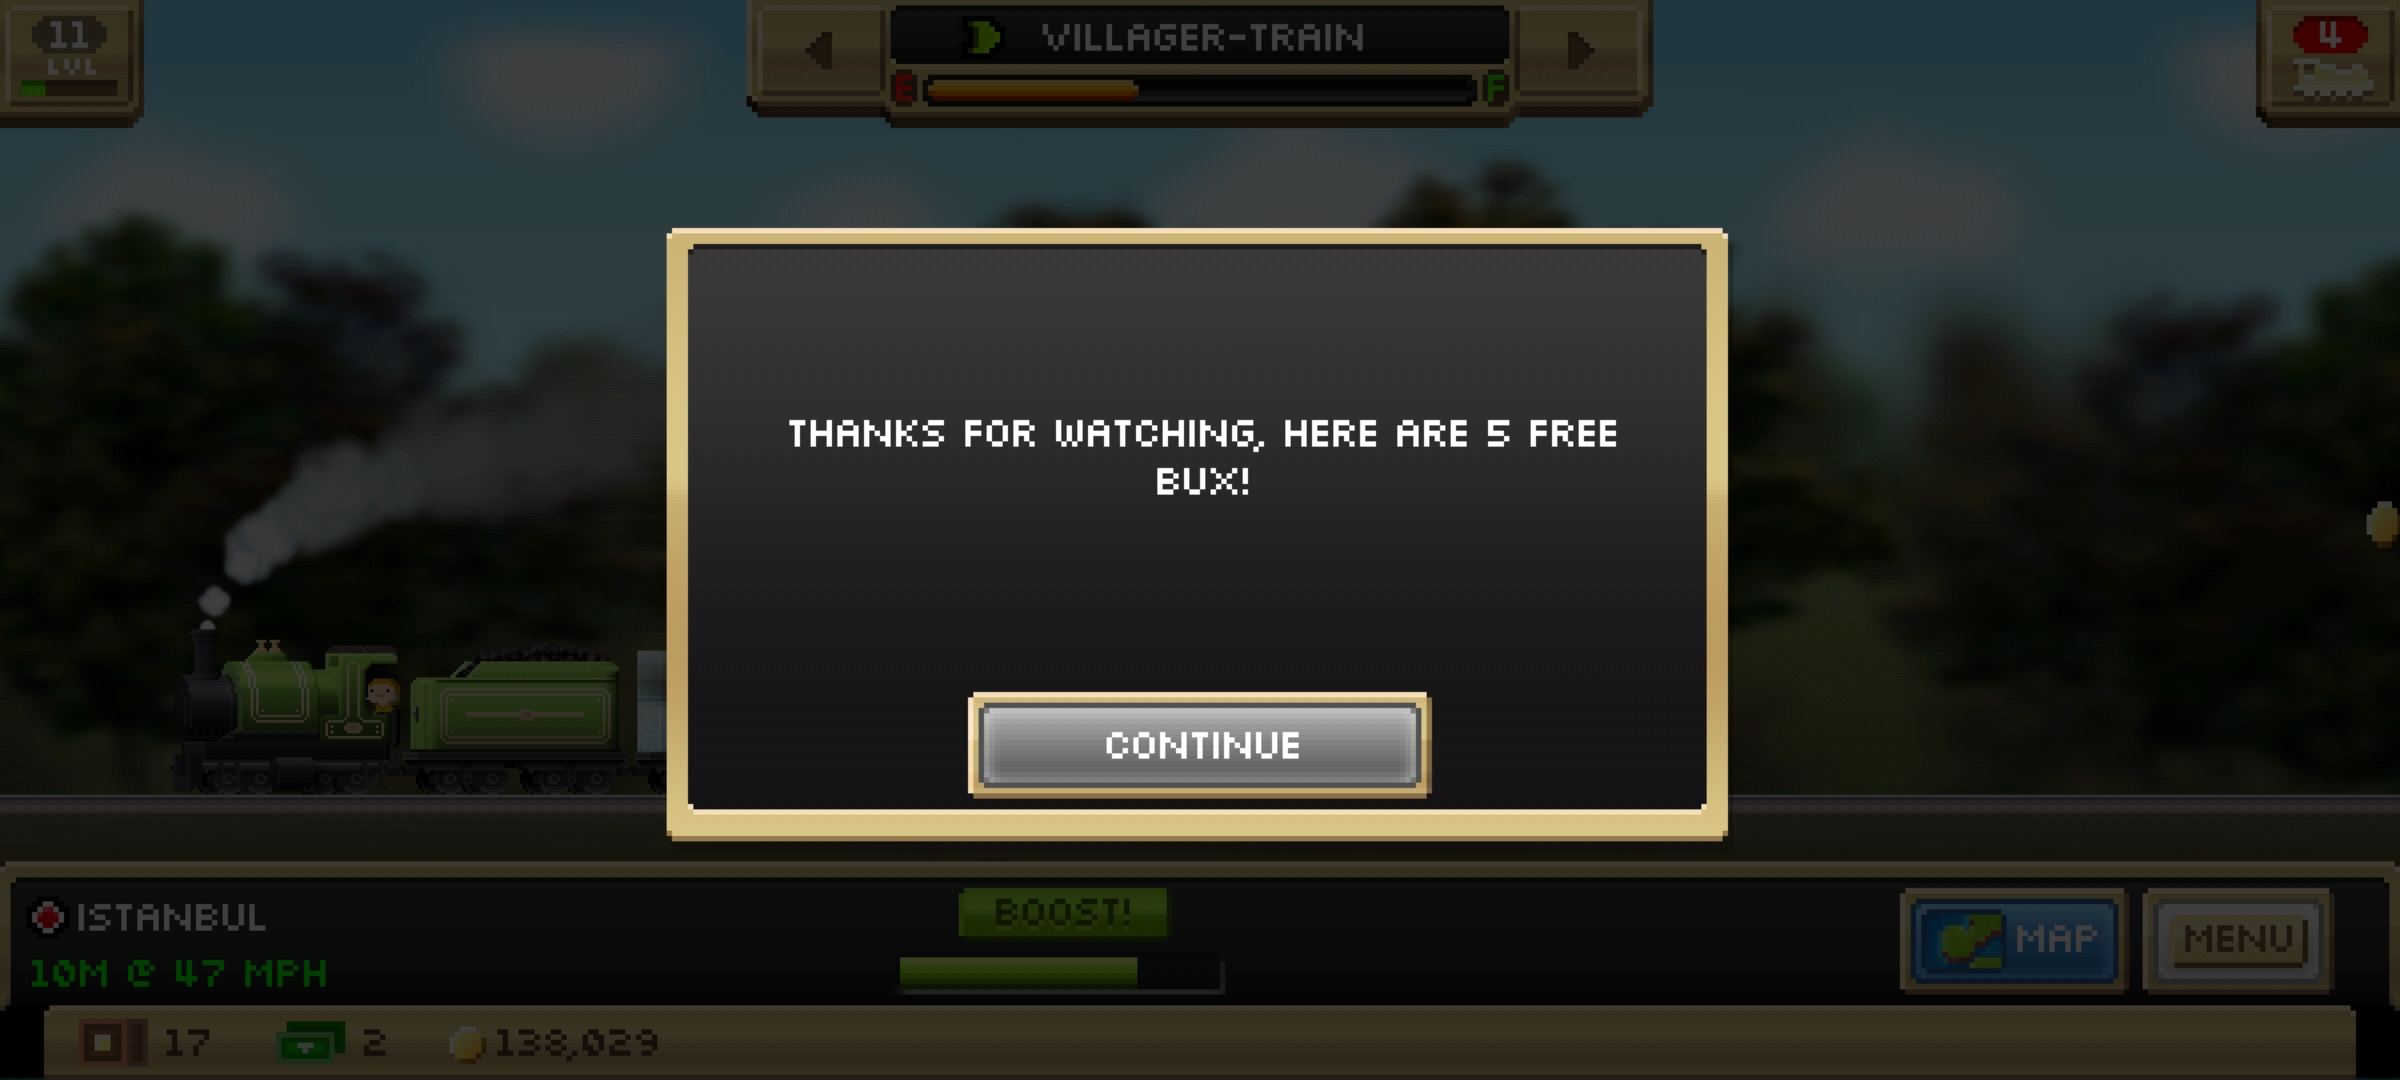 11
LVL
VILLAGER-TRAIN
E F
4
THANKS FOR WATCHING, HERE ARE 5 FREE
BUX!
CONTINUE
ISTANBUL
10M @ 47 MPH
BOOST!
MAP
MENU
17 2 138,029